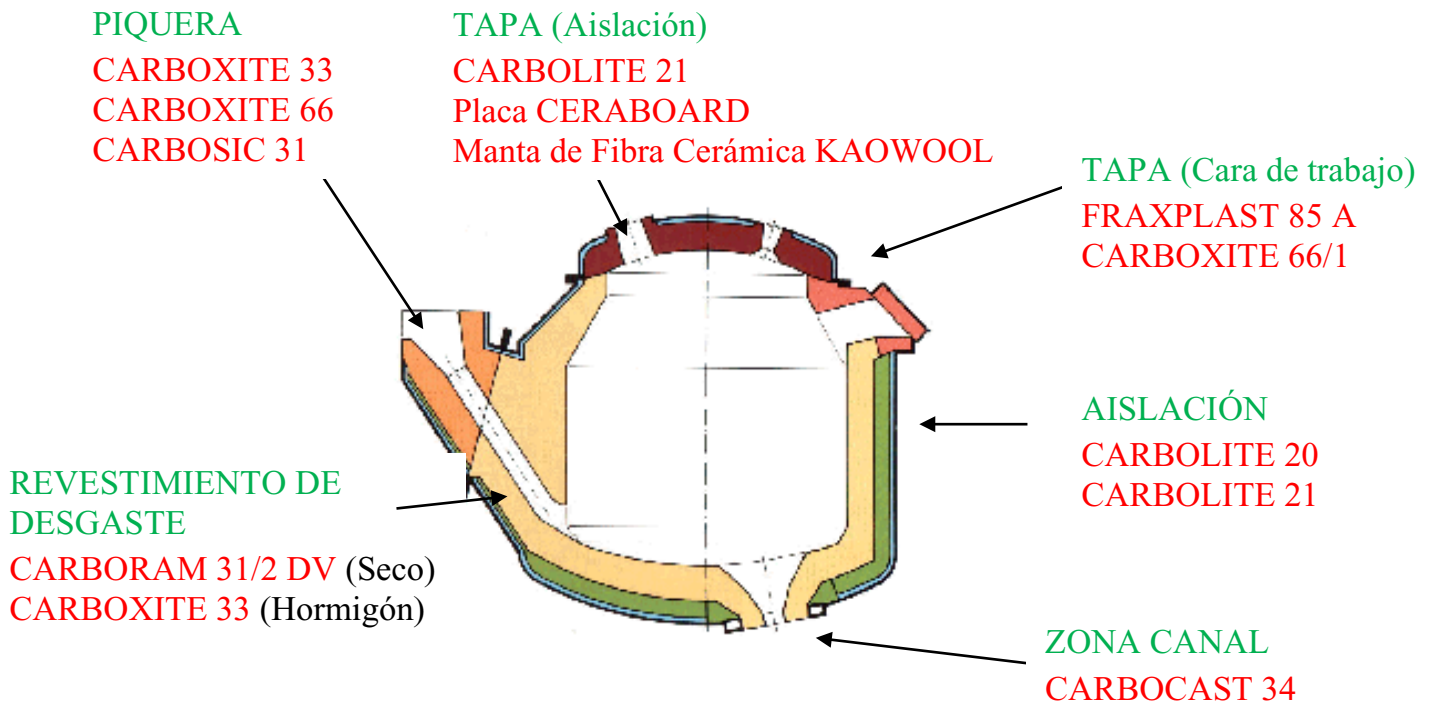 PIQUERA
CARBOXITE 33
CARBOXITE 66
CARBOSIC 31
TAPA (Aislación)
CARBOLITE 21
Placa CERABOARD
Manta de Fibra Cerámica KAOWOOL
TAPA (Cara de trabajo)
FRAXPLAST 85 A
CARBOXITE 66/1
AISLACIÓN
CARBOLITE 20
CARBOLITE 21
REVESTIMIENTO DE
DESGASTE
CARBORAM 31/2 DV (Seco)
CARBOXITE 33 (Hormigón)
ZONA CANAL
CARBOCAST 34